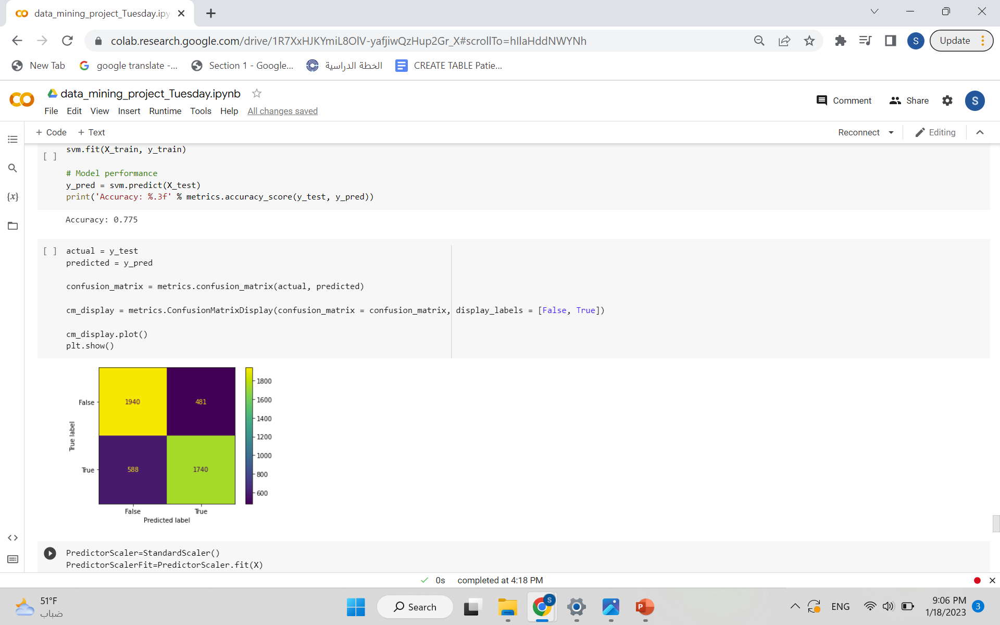 data_mining_project_Tuesday.ipy
colab.research.google.com/drive/1R7XxHJKYmiL8OlV-yafjiwQzHup2Gr_X#scrollTo=hIlaHddNWYNh
S
Update
New Tab
google translate -...
Section 1 - Google...
الخطة الدراسية
CREATE TABLE Patie...
data_mining_project_Tuesday.ipynb
File Edit View Insert Runtime Tools Help All changes saved
Comment
Share
S
+ Code + Text
Reconnect
Editing
{x}
svm.fit(X_train, y_train)
[ ]
# Model performance
y_pred = svm.predict(X_test)
print('Accuracy: %.3f' % metrics.accuracy_score(y_test, y_pred))
Accuracy: 0.775
[ ] actual = y_test
predicted = y_pred
confusion_matrix = metrics.confusion_matrix(actual, predicted)
cm_display = metrics.ConfusionMatrixDisplay(confusion_matrix = confusion_matrix, display_labels = [False, True])
cm_display.plot()
plt.show()
True label
False
1940
481
True
588
1740
False
True
Predicted label
1800
1600
1400
1200
1000
800
600
PredictorScaler=StandardScaler()
PredictorScalerFit=PredictorScaler.fit(X)
0s completed at 4:18 PM
51°F
ضباب
Search
S
P
ENG
9:06 PM
1/18/2023
3